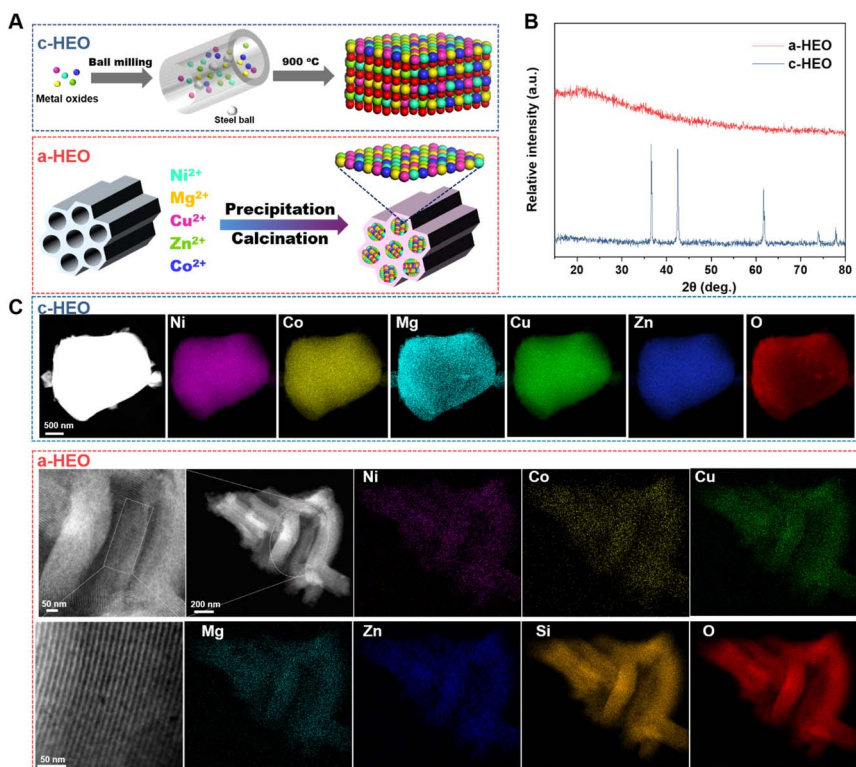 A
c-HEO
Ball milling
900 °C
Metal oxides
Steel ball
a-HEO
Ni2+
Mg2+
Cu2+
Zn2+
Co2+
Precipitation
Calcination
B
Relative intensity (a.u.)
a-HEO
c-HEO
20 30 40 50 60 70 80
2θ (deg.)
C
c-HEO
Ni Co Mg Cu Zn O
500 nm
a-HEO
Ni Co Cu
50 nm 200 nm
Mg Zn Si O
50 nm